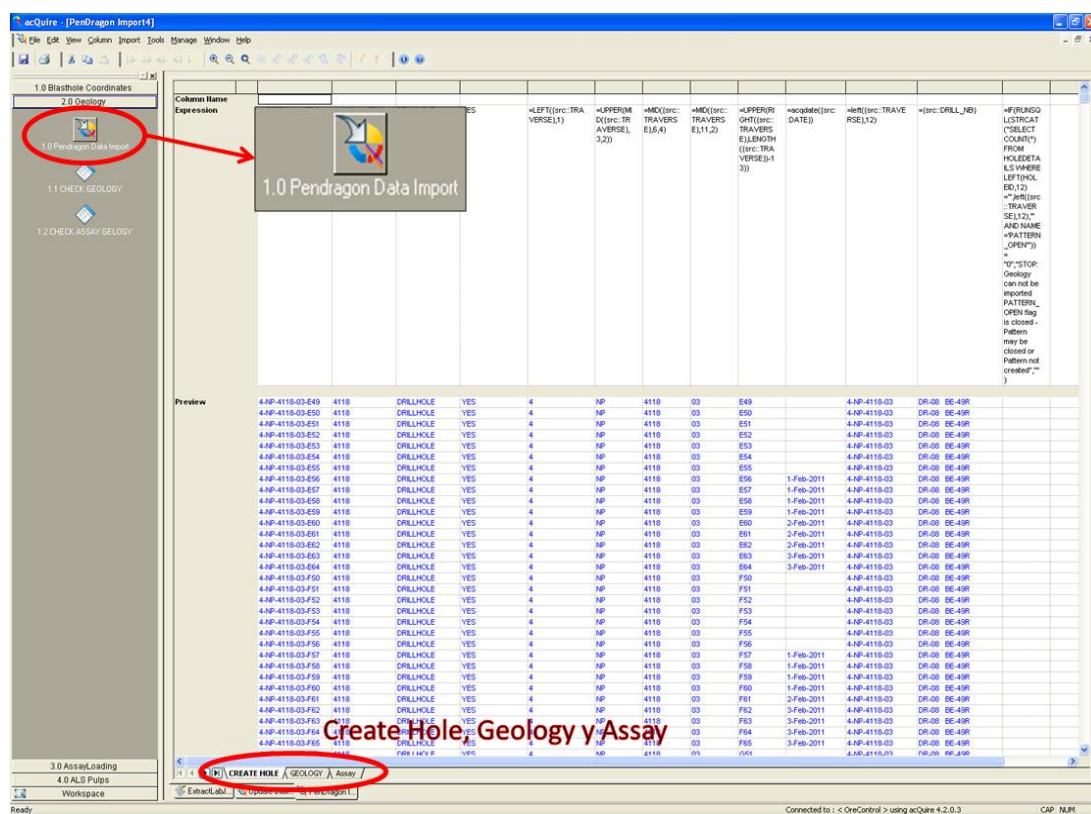 acQuire - [PenDragon Import4]
File Edit View Column Import Tools Manage Window Help
1.0 Blasthole Coordinates
2.0 Geology
1.0 Pendragon Data Import
1.1 CHECK GEOLOGY
1.2 CHECK ASSAY GELOGY
3.0 AssayLoading
4.0 ALS Pulps
Workspace
1.0 Pendragon Data Import
Column Name
Expression
YES
=LEFT((src::TRA
VERSE),1)
=UPPER(MI
D((src::TR
AVERSE),
3,2))
=MID((src::
TRAVERS
E),6,4)
=MID((src::
TRAVERS
E),11,2)
=UPPER(RI
GHT((src::
TRAVERS
E),LENGTH
((src::TRA
VERSE))-1
3))
=acqdate((src:
:DATE))
=left((src::TRAVE
RSE),12)
=(src::DRILL_NB)
=IF(RUNSQ
L(STRCAT
("SELECT
COUNT(*)
FROM
HOLEDETA
ILS WHERE
LEFT(HOL
EID,12)
='",left((src
::TRAVER
SE),12),"'
AND NAME
='PATTERN
_OPEN'"))
=
"0","STOP:
Geology
can not be
imported
PATTERN_
OPEN flag
is closed -
Pattern
may be
closed or
Pattern not
created",""
)
Preview
4-NP-4118-03-E49 4118 DRILLHOLE YES 4 NP 4118 03 E49 4-NP-4118-03 DR-08 BE-49R
4-NP-4118-03-E50 4118 DRILLHOLE YES 4 NP 4118 03 E50 4-NP-4118-03 DR-08 BE-49R
4-NP-4118-03-E51 4118 DRILLHOLE YES 4 NP 4118 03 E51 4-NP-4118-03 DR-08 BE-49R
4-NP-4118-03-E52 4118 DRILLHOLE YES 4 NP 4118 03 E52 4-NP-4118-03 DR-08 BE-49R
4-NP-4118-03-E53 4118 DRILLHOLE YES 4 NP 4118 03 E53 4-NP-4118-03 DR-08 BE-49R
4-NP-4118-03-E54 4118 DRILLHOLE YES 4 NP 4118 03 E54 4-NP-4118-03 DR-08 BE-49R
4-NP-4118-03-E55 4118 DRILLHOLE YES 4 NP 4118 03 E55 4-NP-4118-03 DR-08 BE-49R
4-NP-4118-03-E56 4118 DRILLHOLE YES 4 NP 4118 03 E56 1-Feb-2011 4-NP-4118-03 DR-08 BE-49R
4-NP-4118-03-E57 4118 DRILLHOLE YES 4 NP 4118 03 E57 1-Feb-2011 4-NP-4118-03 DR-08 BE-49R
4-NP-4118-03-E58 4118 DRILLHOLE YES 4 NP 4118 03 E58 1-Feb-2011 4-NP-4118-03 DR-08 BE-49R
4-NP-4118-03-E59 4118 DRILLHOLE YES 4 NP 4118 03 E59 1-Feb-2011 4-NP-4118-03 DR-08 BE-49R
4-NP-4118-03-E60 4118 DRILLHOLE YES 4 NP 4118 03 E60 2-Feb-2011 4-NP-4118-03 DR-08 BE-49R
4-NP-4118-03-E61 4118 DRILLHOLE YES 4 NP 4118 03 E61 2-Feb-2011 4-NP-4118-03 DR-08 BE-49R
4-NP-4118-03-E62 4118 DRILLHOLE YES 4 NP 4118 03 E62 2-Feb-2011 4-NP-4118-03 DR-08 BE-49R
4-NP-4118-03-E63 4118 DRILLHOLE YES 4 NP 4118 03 E63 3-Feb-2011 4-NP-4118-03 DR-08 BE-49R
4-NP-4118-03-E64 4118 DRILLHOLE YES 4 NP 4118 03 E64 3-Feb-2011 4-NP-4118-03 DR-08 BE-49R
4-NP-4118-03-F50 4118 DRILLHOLE YES 4 NP 4118 03 F50 4-NP-4118-03 DR-08 BE-49R
4-NP-4118-03-F51 4118 DRILLHOLE YES 4 NP 4118 03 F51 4-NP-4118-03 DR-08 BE-49R
4-NP-4118-03-F52 4118 DRILLHOLE YES 4 NP 4118 03 F52 4-NP-4118-03 DR-08 BE-49R
4-NP-4118-03-F53 4118 DRILLHOLE YES 4 NP 4118 03 F53 4-NP-4118-03 DR-08 BE-49R
4-NP-4118-03-F54 4118 DRILLHOLE YES 4 NP 4118 03 F54 4-NP-4118-03 DR-08 BE-49R
4-NP-4118-03-F55 4118 DRILLHOLE YES 4 NP 4118 03 F55 4-NP-4118-03 DR-08 BE-49R
4-NP-4118-03-F56 4118 DRILLHOLE YES 4 NP 4118 03 F56 4-NP-4118-03 DR-08 BE-49R
4-NP-4118-03-F57 4118 DRILLHOLE YES 4 NP 4118 03 F57 1-Feb-2011 4-NP-4118-03 DR-08 BE-49R
4-NP-4118-03-F58 4118 DRILLHOLE YES 4 NP 4118 03 F58 1-Feb-2011 4-NP-4118-03 DR-08 BE-49R
4-NP-4118-03-F59 4118 DRILLHOLE YES 4 NP 4118 03 F59 1-Feb-2011 4-NP-4118-03 DR-08 BE-49R
4-NP-4118-03-F60 4118 DRILLHOLE YES 4 NP 4118 03 F60 1-Feb-2011 4-NP-4118-03 DR-08 BE-49R
4-NP-4118-03-F61 4118 DRILLHOLE YES 4 NP 4118 03 F61 2-Feb-2011 4-NP-4118-03 DR-08 BE-49R
4-NP-4118-03-F62 4118 DRILLHOLE YES 4 NP 4118 03 F62 3-Feb-2011 4-NP-4118-03 DR-08 BE-49R
4-NP-4118-03-F63 4118 03 F63 3-Feb-2011 4-NP-4118-03 DR-08 BE-49R
4-NP-4118-03-F64 4118 03 F64 3-Feb-2011 4-NP-4118-03 DR-08 BE-49R
4-NP-4118-03-F65 4118 DRILLHOLE YES 4 NP 4118 03 F65 3-Feb-2011 4-NP-4118-03 DR-08 BE-49R
Create Hole, Geology y Assay
CREATE HOLE GEOLOGY Assay
ExtractLabJ...
Ready
Connected to : < OreControl > using acQuire 4.2.0.3
CAP NUM